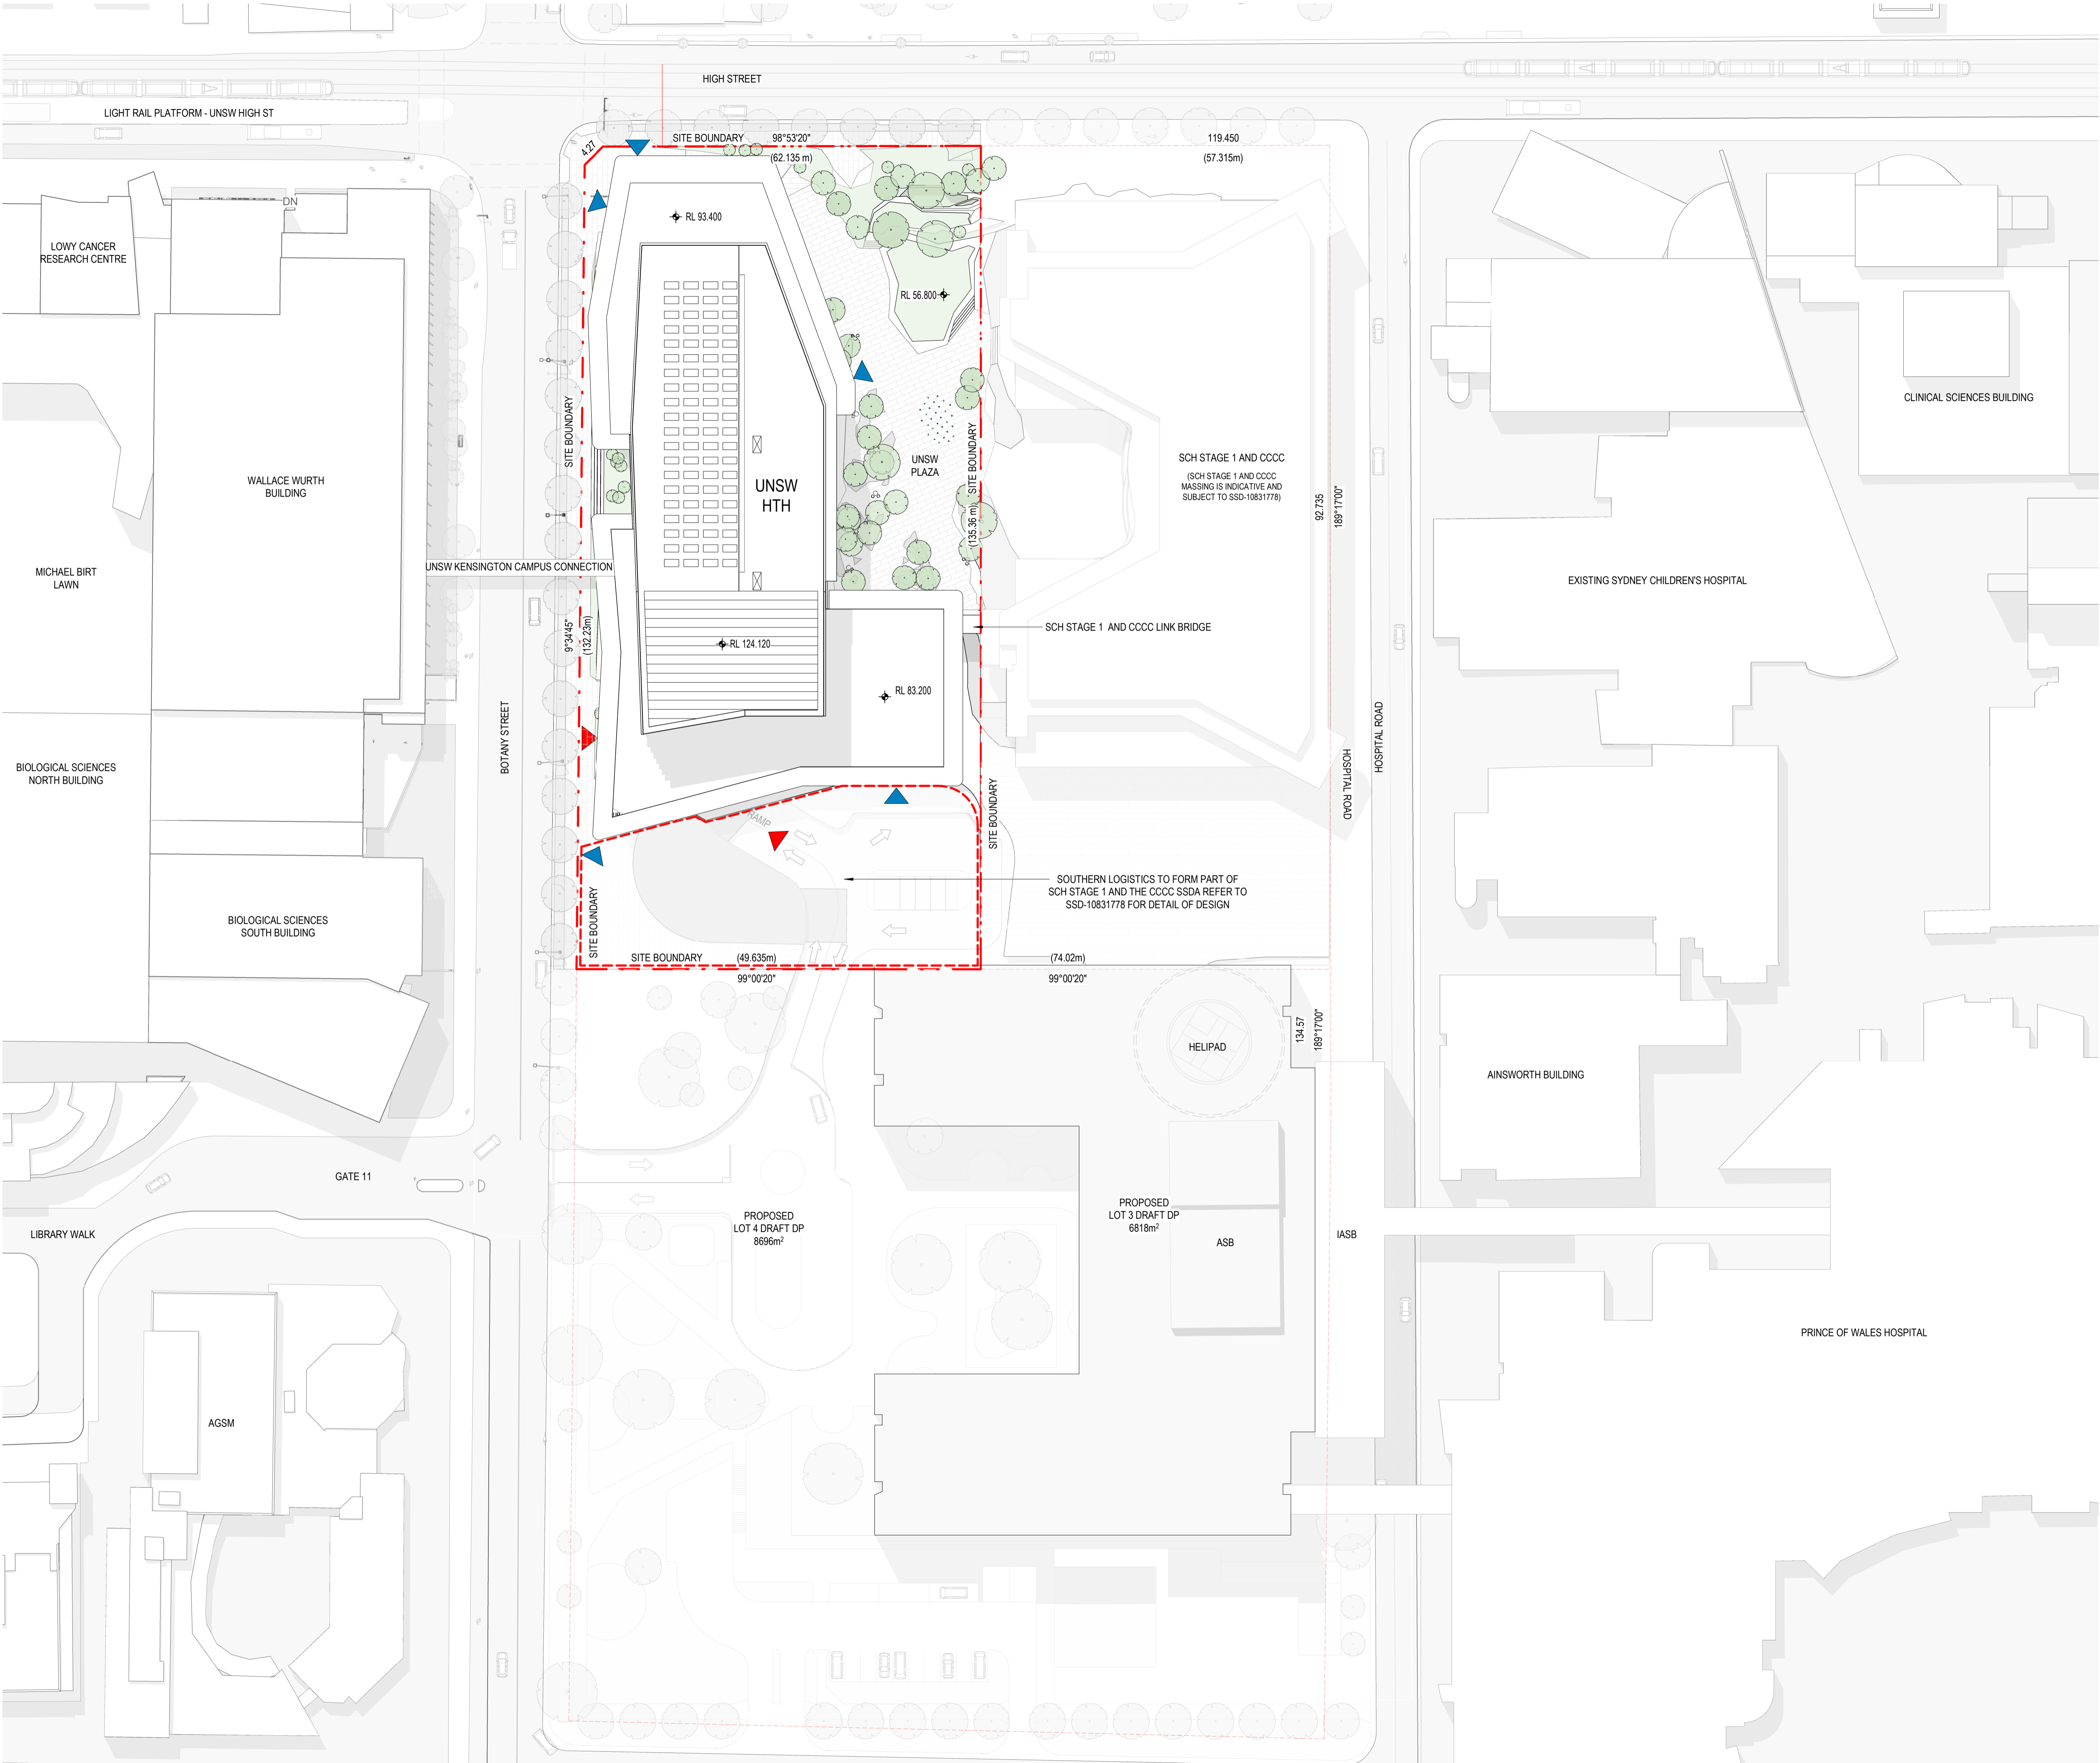 HIGH STREET
LIGHT RAIL PLATFORM - UNSW HIGH ST
SITE BOUNDARY
98°53'20"
119.450
4.27
(62.135 m)
(57.315m)
DN
RL 93.400
LOWY CANCER
RESEARCH CENTRE
RL 56.800
CLINICAL SCIENCES BUILDING
SITE BOUNDARY
SITE BOUNDARY
(135.36 m)
UNSW
PLAZA
SCH STAGE 1 AND CCCC
(SCH STAGE 1 AND CCCC
MASSING IS INDICATIVE AND
SUBJECT TO SSD-10831778)
WALLACE WURTH
BUILDING
UNSW
HTH
92.735
189°17'00"
UNSW KENSINGTON CAMPUS CONNECTION
MICHAEL BIRT
LAWN
EXISTING SYDNEY CHILDREN'S HOSPITAL
9°34'45"
(132.23m)
SCH STAGE 1 AND CCCC LINK BRIDGE
RL 124.120
RL 83.200
BOTANY STREET
HOSPITAL ROAD
HOSPITAL ROAD
BIOLOGICAL SCIENCES
NORTH BUILDING
SITE BOUNDARY
RAMP
SOUTHERN LOGISTICS TO FORM PART OF
SCH STAGE 1 AND THE CCCC SSDA REFER TO
SSD-10831778 FOR DETAIL OF DESIGN
BIOLOGICAL SCIENCES
SOUTH BUILDING
SITE BOUNDARY
SITE BOUNDARY
(49.635m)
(74.02m)
99°00'20"
99°00'20"
134.57
189°17'00"
HELIPAD
AINSWORTH BUILDING
GATE 11
LIBRARY WALK
PROPOSED
LOT 4 DRAFT DP
8696m²
PROPOSED
LOT 3 DRAFT DP
6818m²
ASB
IASB
PRINCE OF WALES HOSPITAL
AGSM